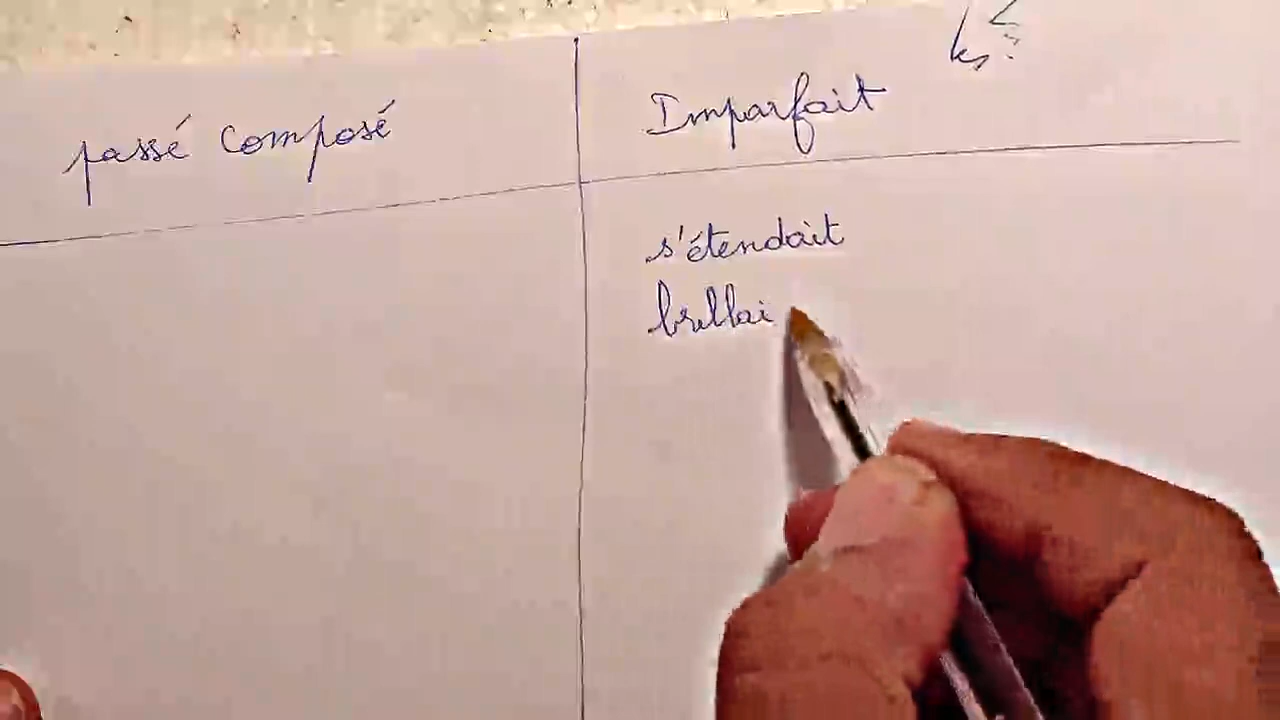 passé composé
Imparfait
s'étendait
brillai